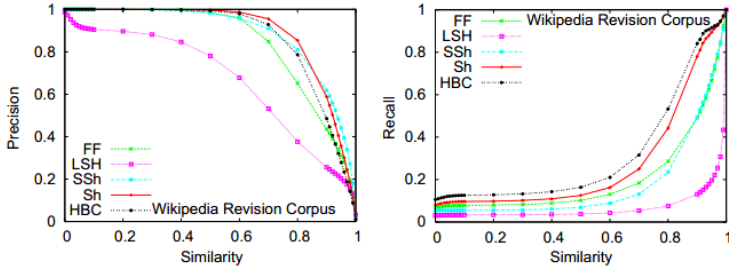 1
0.8
0.6
0.4
0.2
0
Precision
FF
LSH
SSh
Sh
HBC
Wikipedia Revision Corpus
0 0.2 0.4 0.6 0.8 1.0
Similarity
1
0.8
0.6
0.4
0.2
0
Recall
FF
Wikipedia Revision Corpus
LSH
SSh
Sh
HBC
0.0 0.2 0.4 0.6 0.8 1.0
Similarity